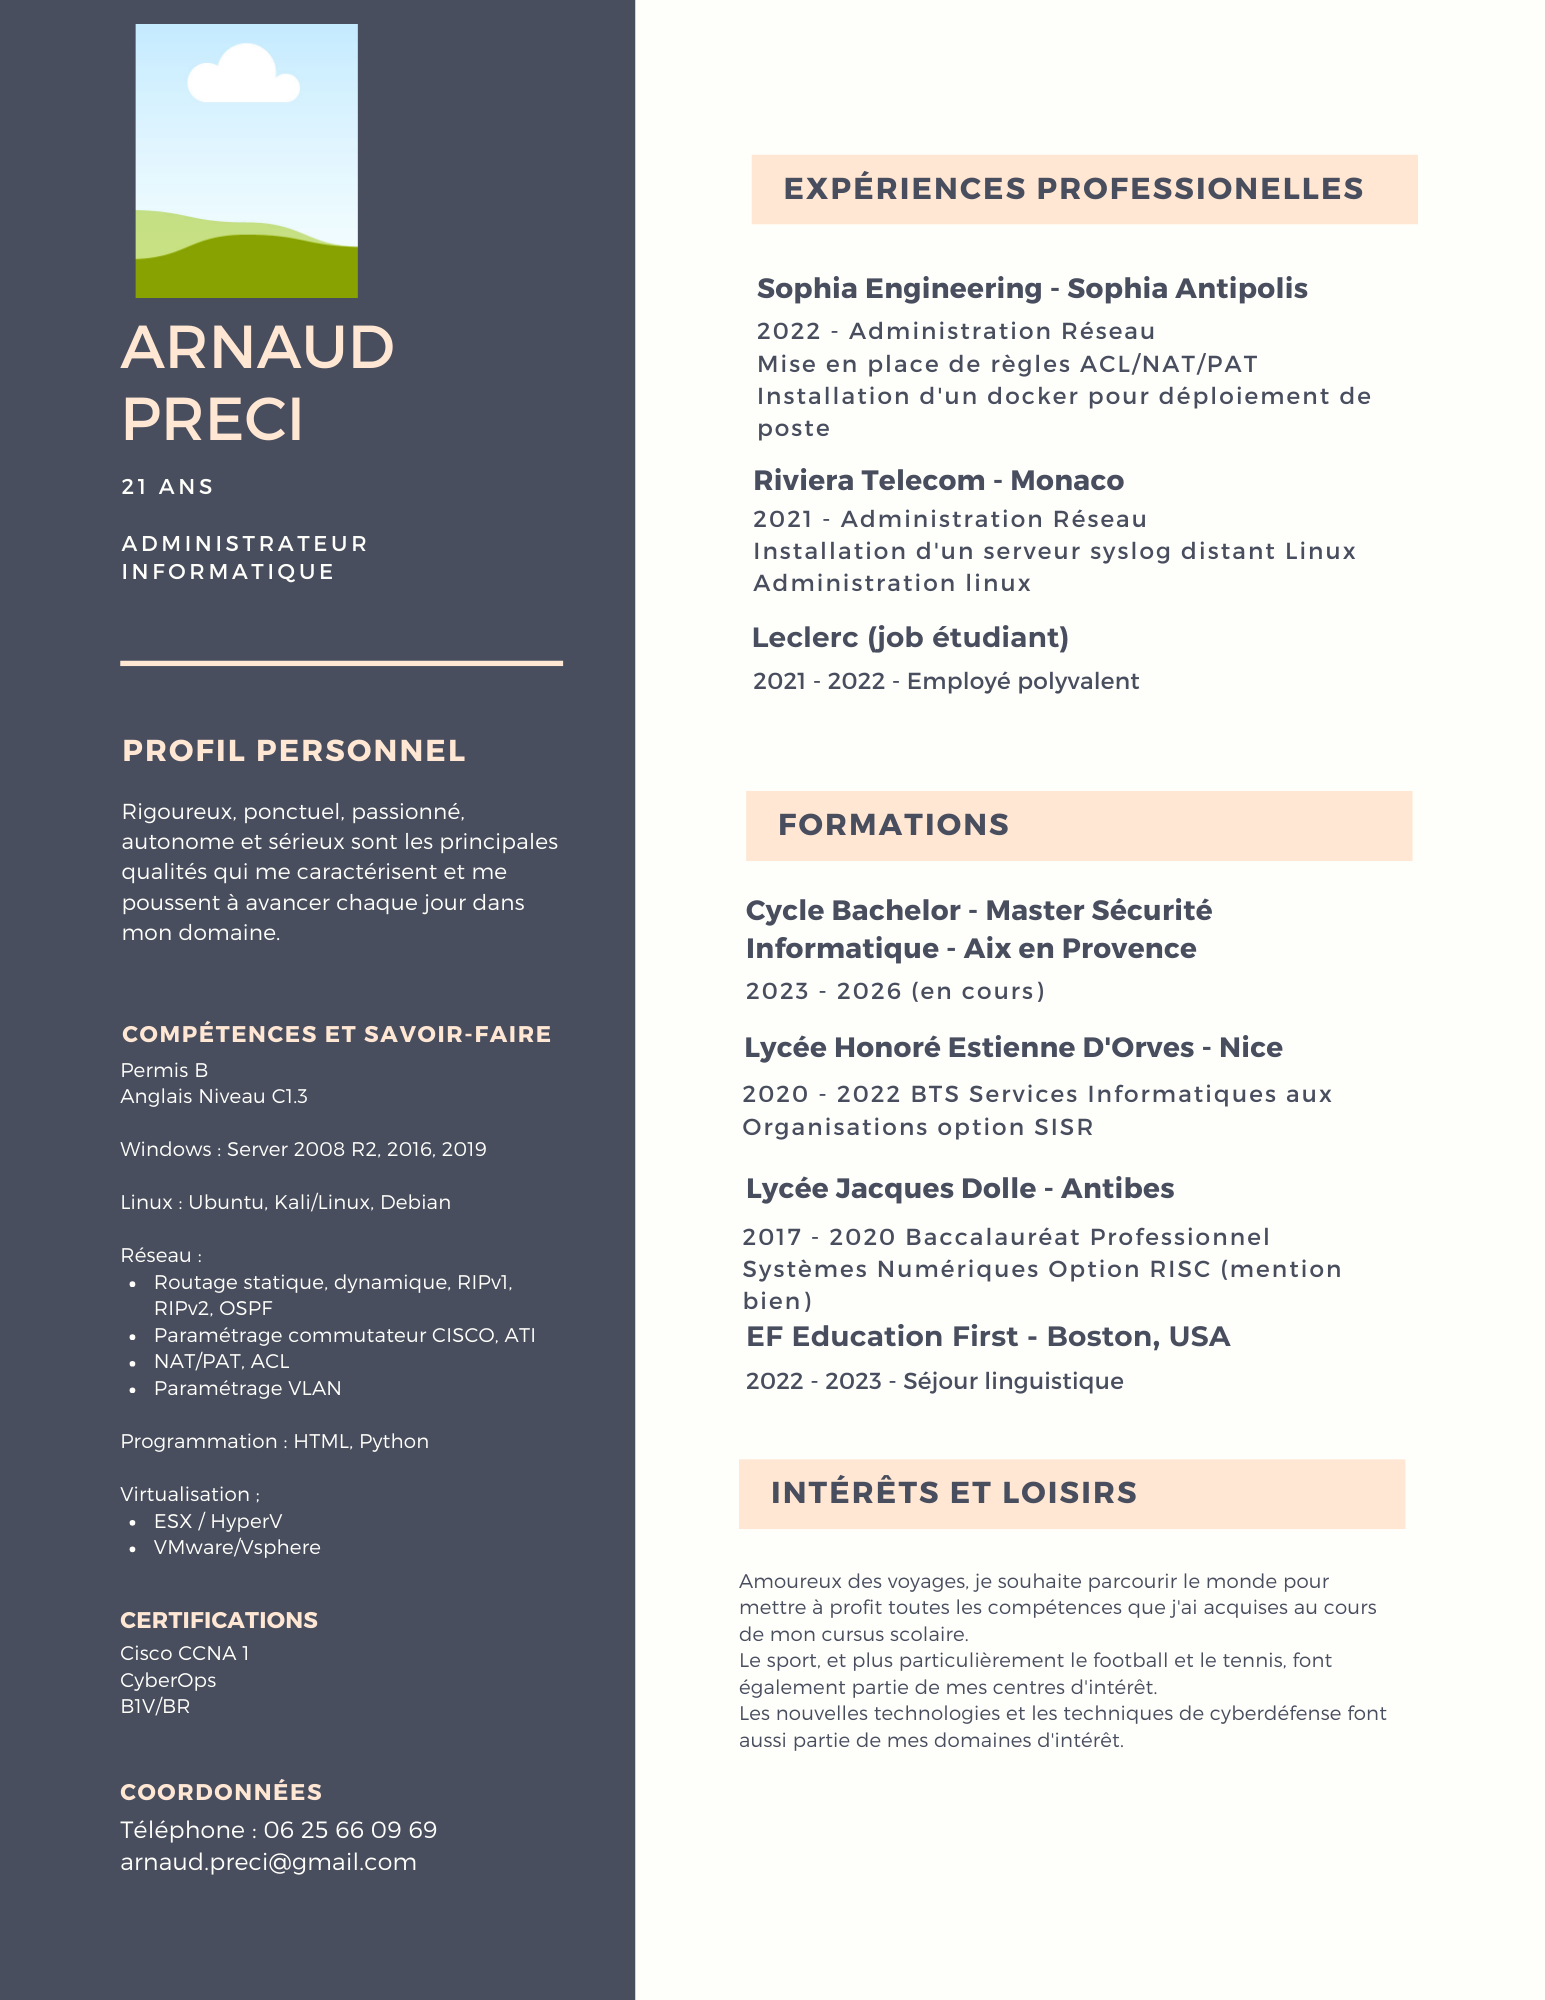 ARNAUD
PRECI
21 ANS
ADMINISTRATEUR
INFORMATIQUE
PROFIL PERSONNEL
Rigoureux, ponctuel, passionné,
autonome et sérieux sont les principales
qualités qui me caractérisent et me
poussent à avancer chaque jour dans
mon domaine.
COMPÉTENCES ET SAVOIR-FAIRE
Permis B
Anglais Niveau C1.3
Windows : Server 2008 R2, 2016, 2019
Linux : Ubuntu, Kali/Linux, Debian
Réseau :
• Routage statique, dynamique, RIPv1,
RIPv2, OSPF
• Paramétrage commutateur CISCO, ATI
• NAT/PAT, ACL
• Paramétrage VLAN
Programmation : HTML, Python
Virtualisation ;
• ESX / HyperV
• VMware/Vsphere
CERTIFICATIONS
Cisco CCNA 1
CyberOps
B1V/BR
COORDONNÉES
Téléphone : 06 25 66 09 69
arnaud.preci@gmail.com
EXPÉRIENCES PROFESSIONELLES
Sophia Engineering - Sophia Antipolis
2022 - Administration Réseau
Mise en place de règles ACL/NAT/PAT
Installation d'un docker pour déploiement de
poste
Riviera Telecom - Monaco
2021 - Administration Réseau
Installation d'un serveur syslog distant Linux
Administration linux
Leclerc (job étudiant)
2021 - 2022 - Employé polyvalent
FORMATIONS
Cycle Bachelor - Master Sécurité
Informatique - Aix en Provence
2023 - 2026 (en cours)
Lycée Honoré Estienne D'Orves - Nice
2020 - 2022 BTS Services Informatiques aux
Organisations option SISR
Lycée Jacques Dolle - Antibes
2017 - 2020 Baccalauréat Professionnel
Systèmes Numériques Option RISC (mention
bien)
EF Education First - Boston, USA
2022 - 2023 - Séjour linguistique
INTÉRÊTS ET LOISIRS
Amoureux des voyages, je souhaite parcourir le monde pour
mettre à profit toutes les compétences que j'ai acquises au cours
de mon cursus scolaire.
Le sport, et plus particulièrement le football et le tennis, font
également partie de mes centres d'intérêt.
Les nouvelles technologies et les techniques de cyberdéfense font
aussi partie de mes domaines d'intérêt.